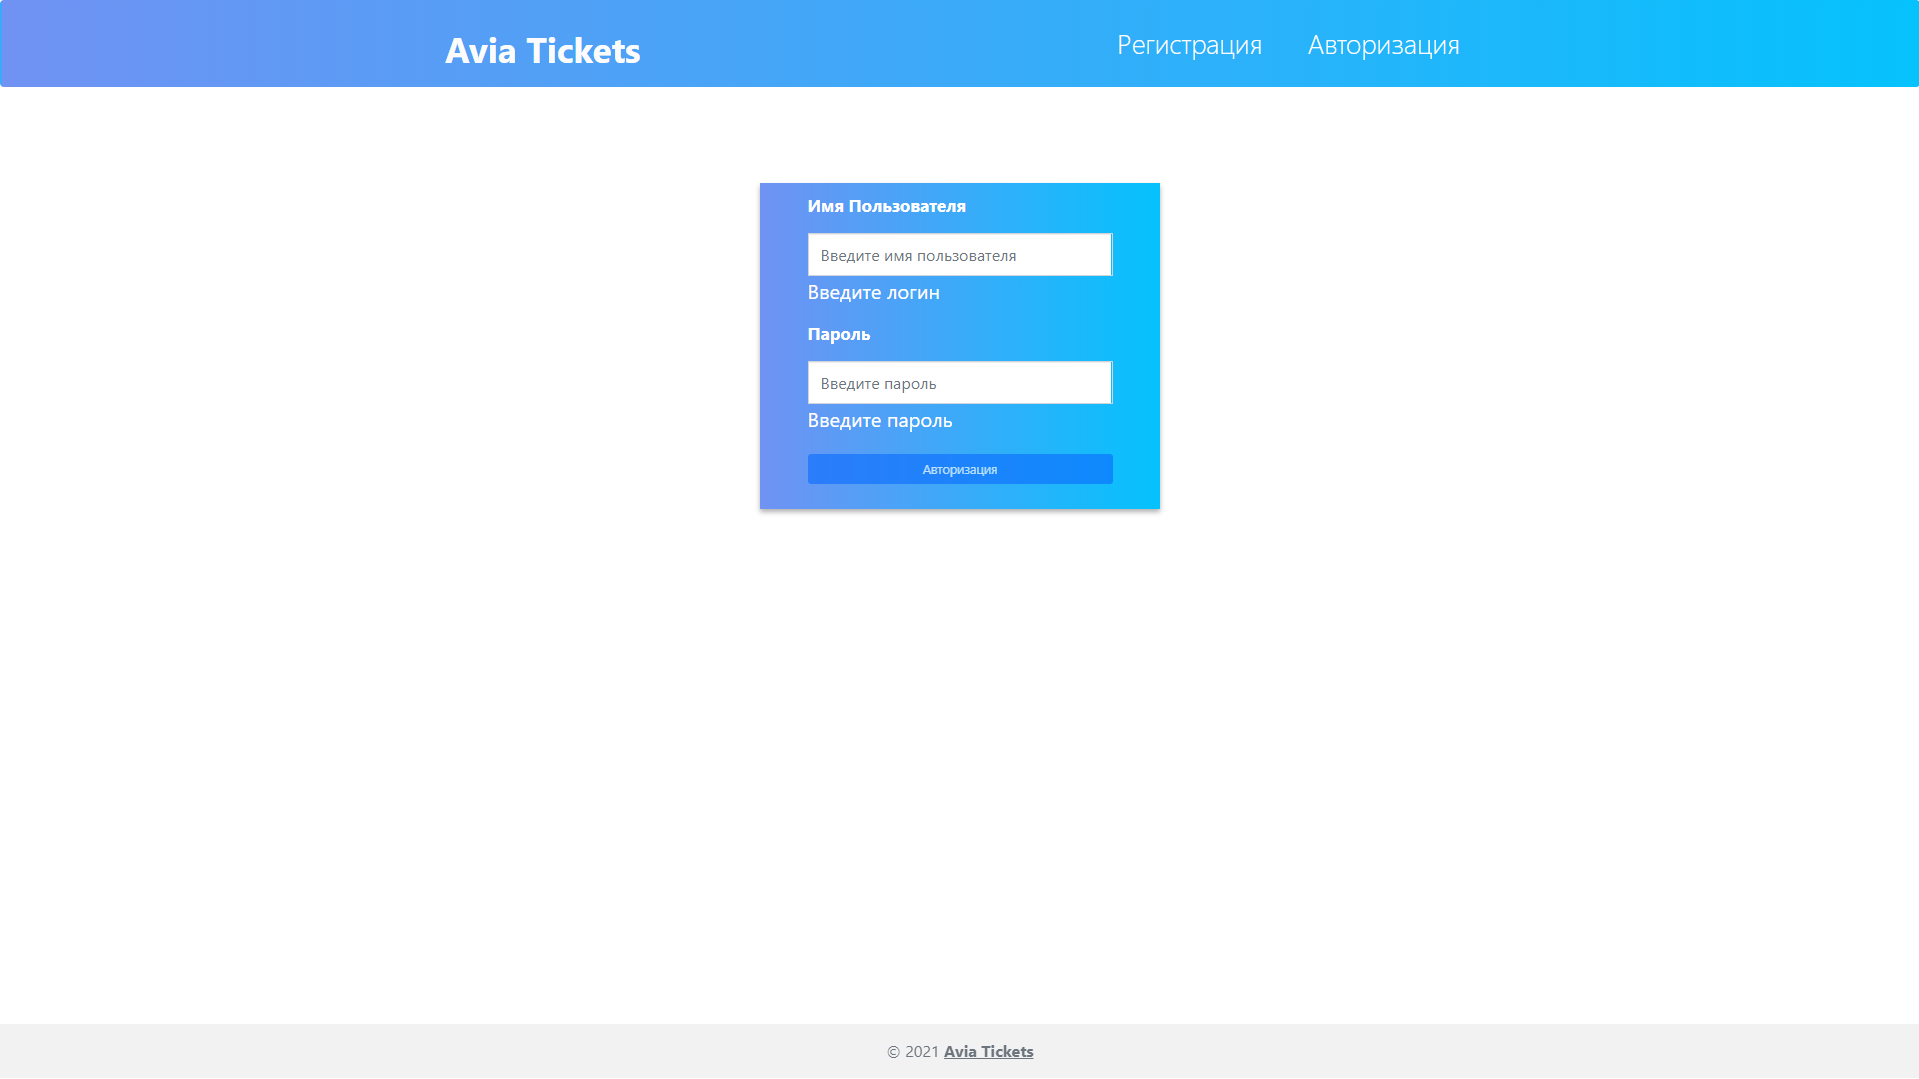 Avia Tickets
Регистрация
Авторизация
Имя Пользователя
Введите имя пользователя
Введите логин
Пароль
Введите пароль
Введите пароль
Авторизация
© 2021 Avia Tickets